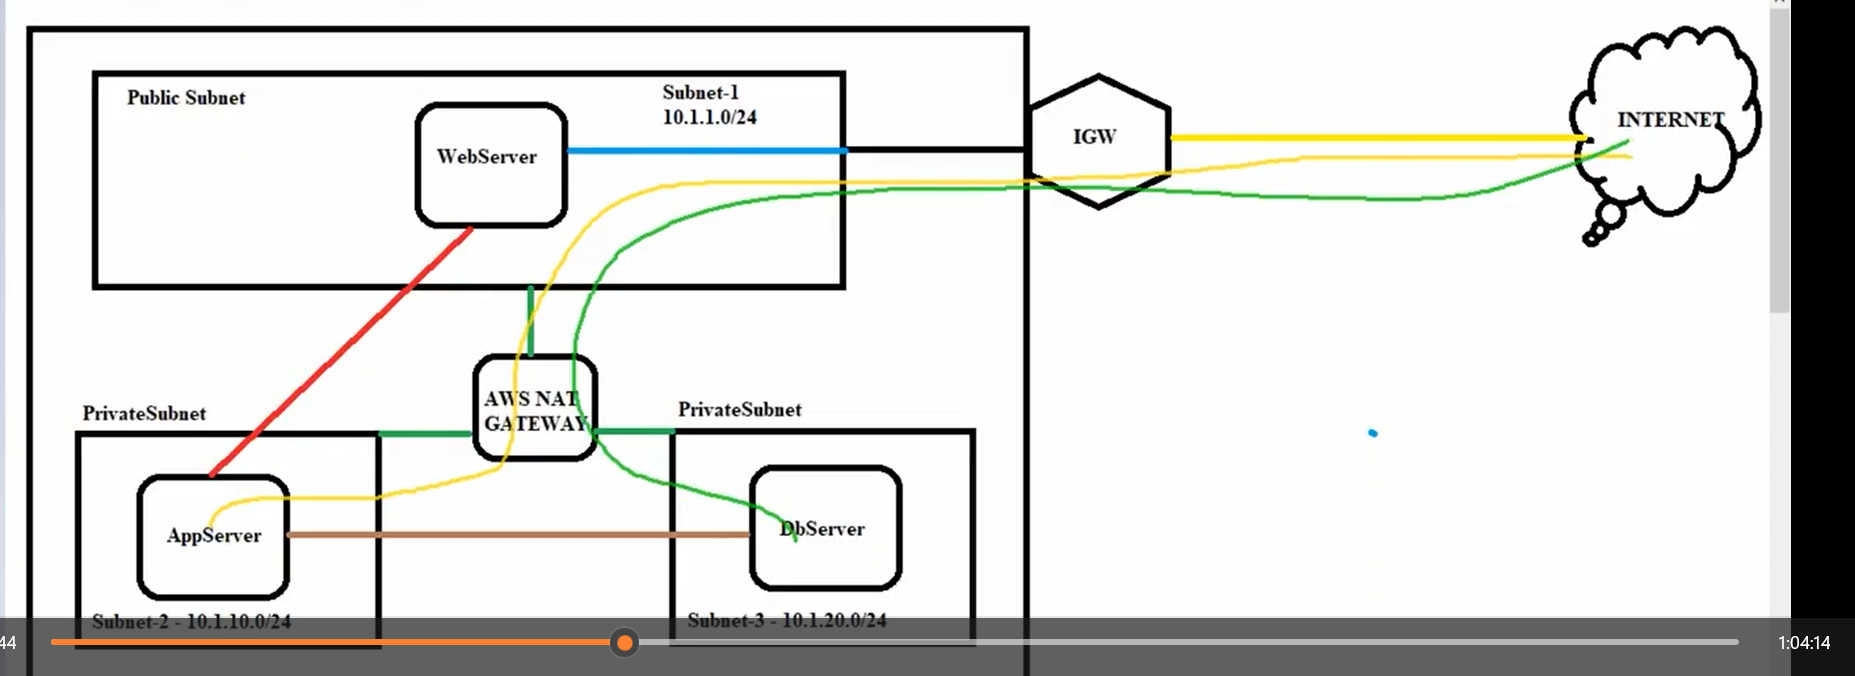 Public Subnet
Subnet-1
10.1.1.0/24
WebServer
IGW
INTERNET
AWS NAT
GATEWAY
PrivateSubnet
PrivateSubnet
AppServer
DbServer
Subnet-2 - 10.1.10.0/24
Subnet-3 - 10.1.20.0/24
44
1:04:14